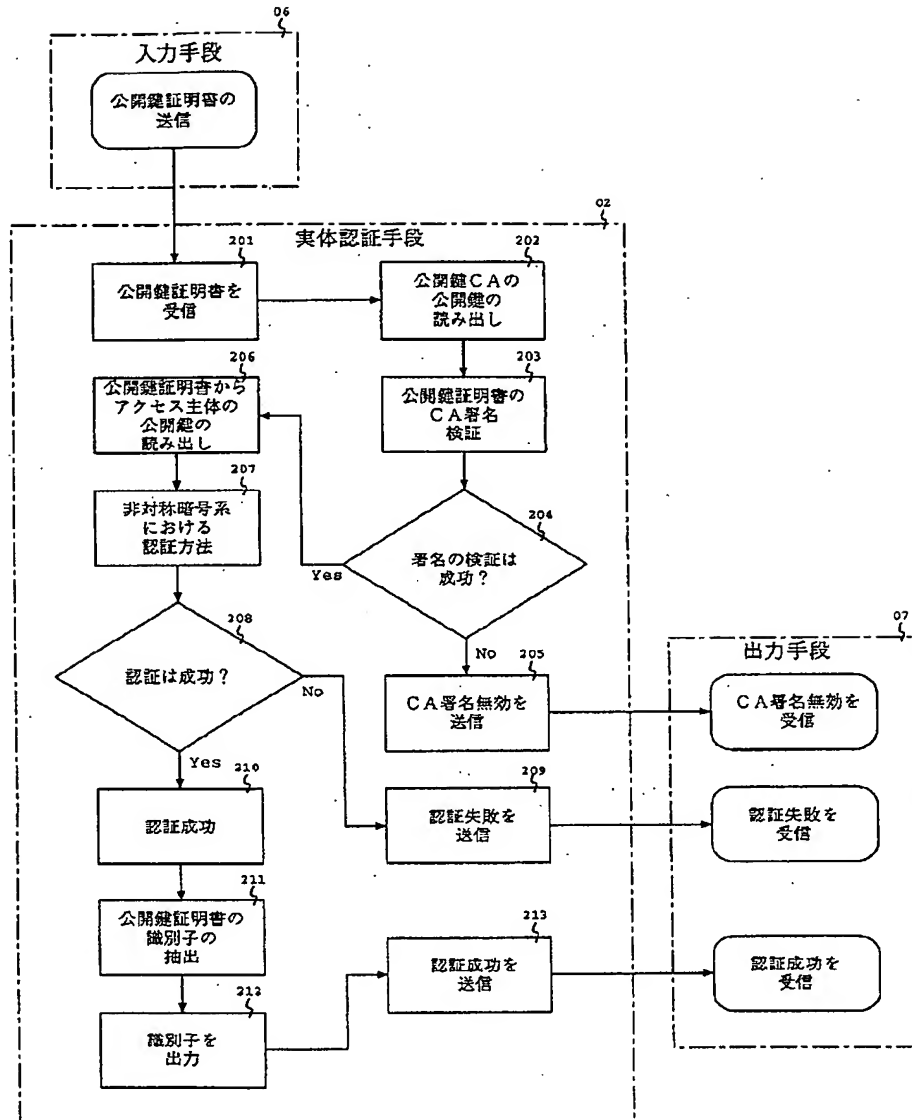 06
入力手段
公開鍵証明書の
送信
02
実体認証手段
201
公開鍵証明書を
受信
202
公開鍵CAの
公開鍵の
読み出し
203
公開鍵証明書の
CA署名
検証
204
署名の検証は
成功?
Yes
No
206
公開鍵証明書から
アクセス主体の
公開鍵の
読み出し
207
非対称暗号系
における
認証方法
208
認証は成功?
No
Yes
205
CA署名無効を
送信
07
出力手段
CA署名無効を
受信
210
認証成功
209
認証失敗を
送信
認証失敗を
受信
211
公開鍵証明書の
識別子の
抽出
212
識別子を
出力
213
認証成功を
送信
認証成功を
受信